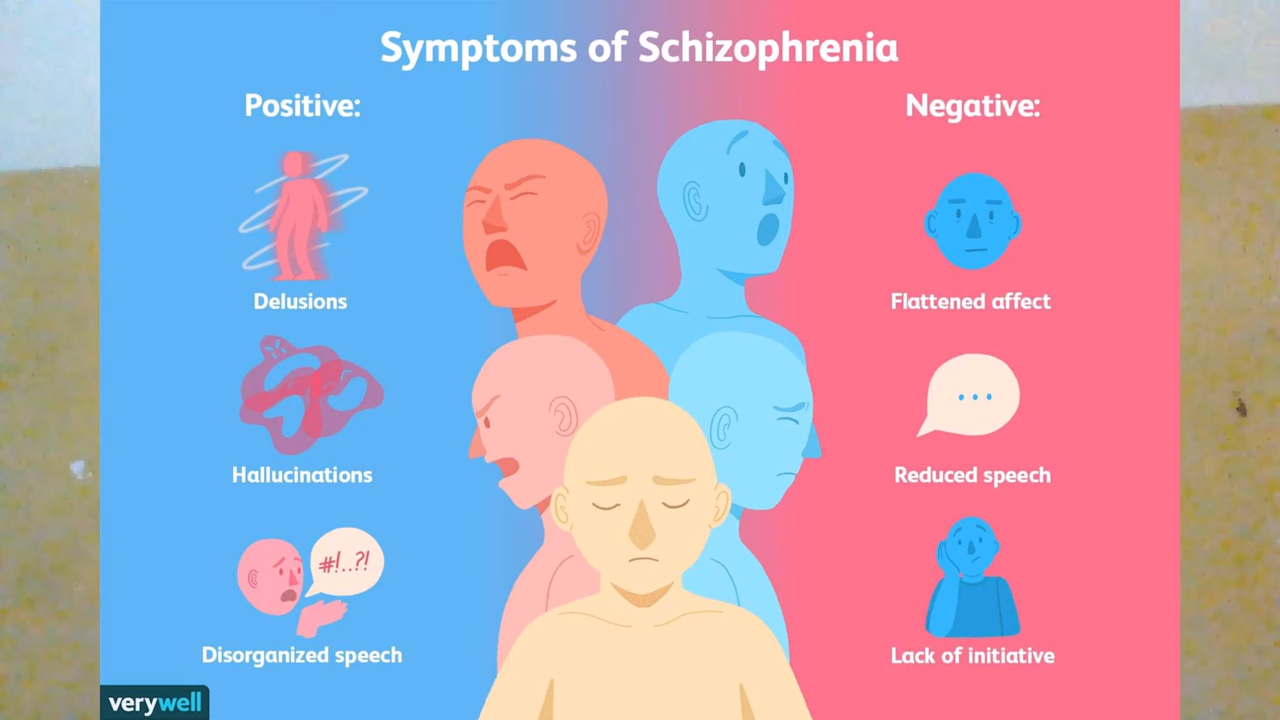 Symptoms of Schizophrenia
Positive:
Delusions
Hallucinations
#!..?!
Disorganized speech
Negative:
Flattened affect
...
Reduced speech
Lack of initiative
verywell